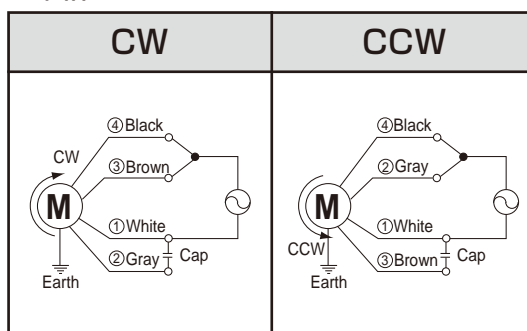 CW
CCW
④Black
CW
③Brown
M
①White
②Gray
Cap
Earth
④Black
②Gray
M
①White
CCW
③Brown
Cap
Earth